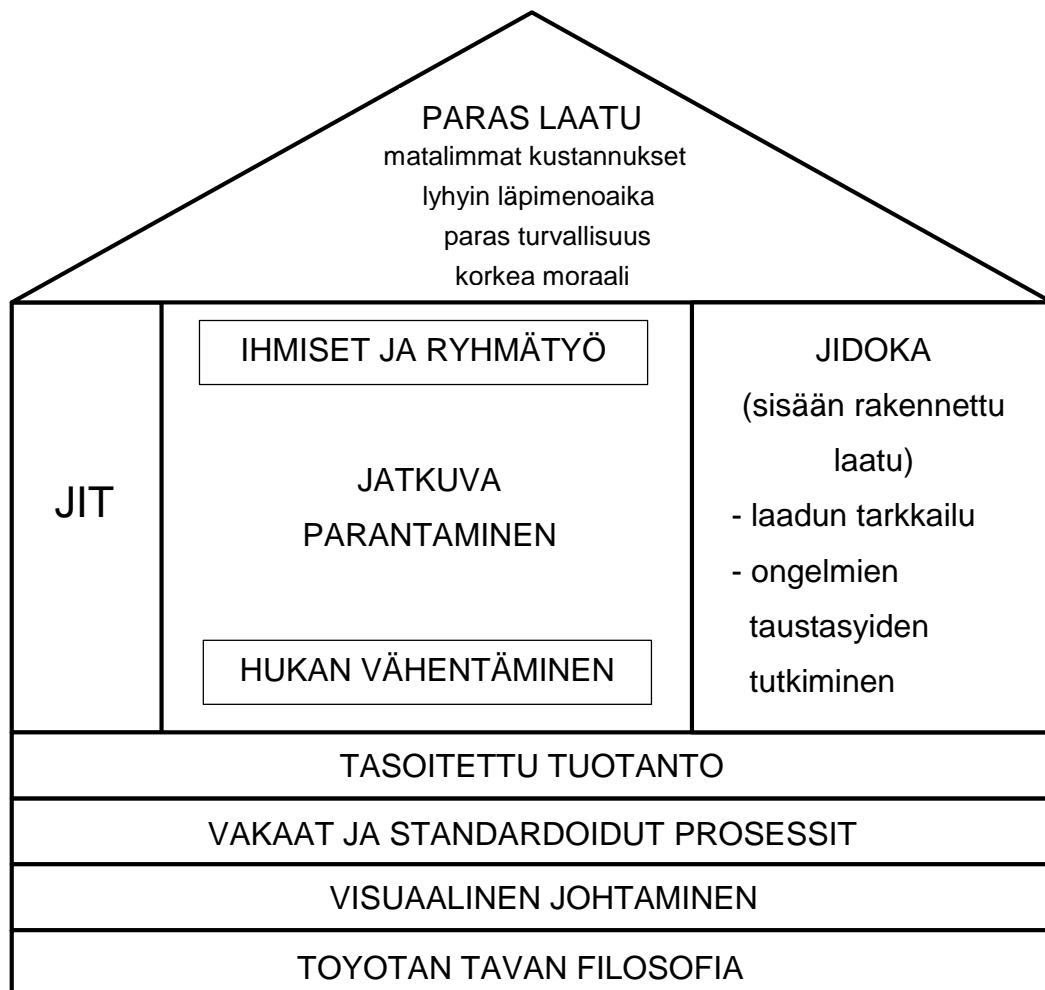 PARAS LAATU
matalimmat kustannukset
lyhyin läpimenoaika
paras turvallisuus
korkea moraali
JIT
IHMISET JA RYHMÄTYÖ
JATKUVA
PARANTAMINEN
HUKAN VÄHENTÄMINEN
JIDOKA
(sisään rakennettu
laatu)
- laadun tarkkailu
- ongelmien
taustasyiden
tutkiminen
TASOITETTU TUOTANTO
VAKAAT JA STANDARDOIDUT PROSESSIT
VISUAALINEN JOHTAMINEN
TOYOTAN TAVAN FILOSOFIA